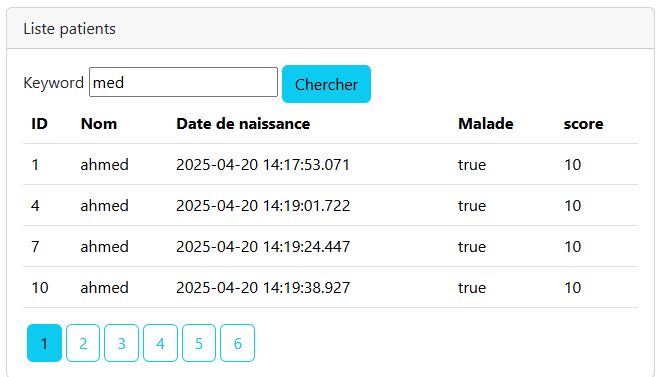 Liste patients
Keyword med Chercher
ID Nom Date de naissance Malade score
1 ahmed 2025-04-20 14:17:53.071 true 10
4 ahmed 2025-04-20 14:19:01.722 true 10
7 ahmed 2025-04-20 14:19:24.447 true 10
10 ahmed 2025-04-20 14:19:38.927 true 10
1 2 3 4 5 6